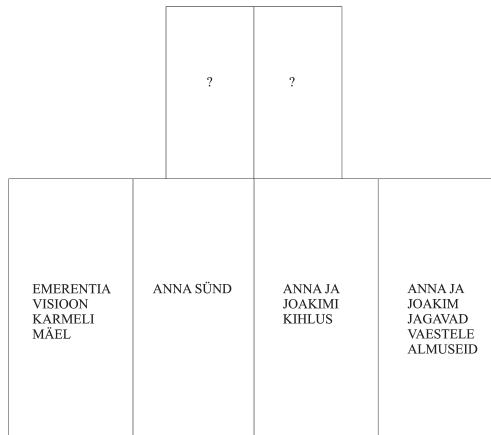 ?
?
EMERENTIA
VISIOON
KARMELI
MÄEL
ANNA SÜND
ANNA JA
JOAKIMI
KIHLUS
ANNA JA
JOAKIM
JAGAVAD
VAESTELE
ALMUSEID